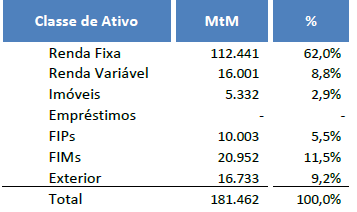 Classe de Ativo MtM %
Renda Fixa 112.441 62,0%
Renda Variável 16.001 8,8%
Imóveis 5.332 2,9%
Empréstimos - -
FIPs 10.003 5,5%
FIMs 20.952 11,5%
Exterior 16.733 9,2%
Total 181.462 100,0%